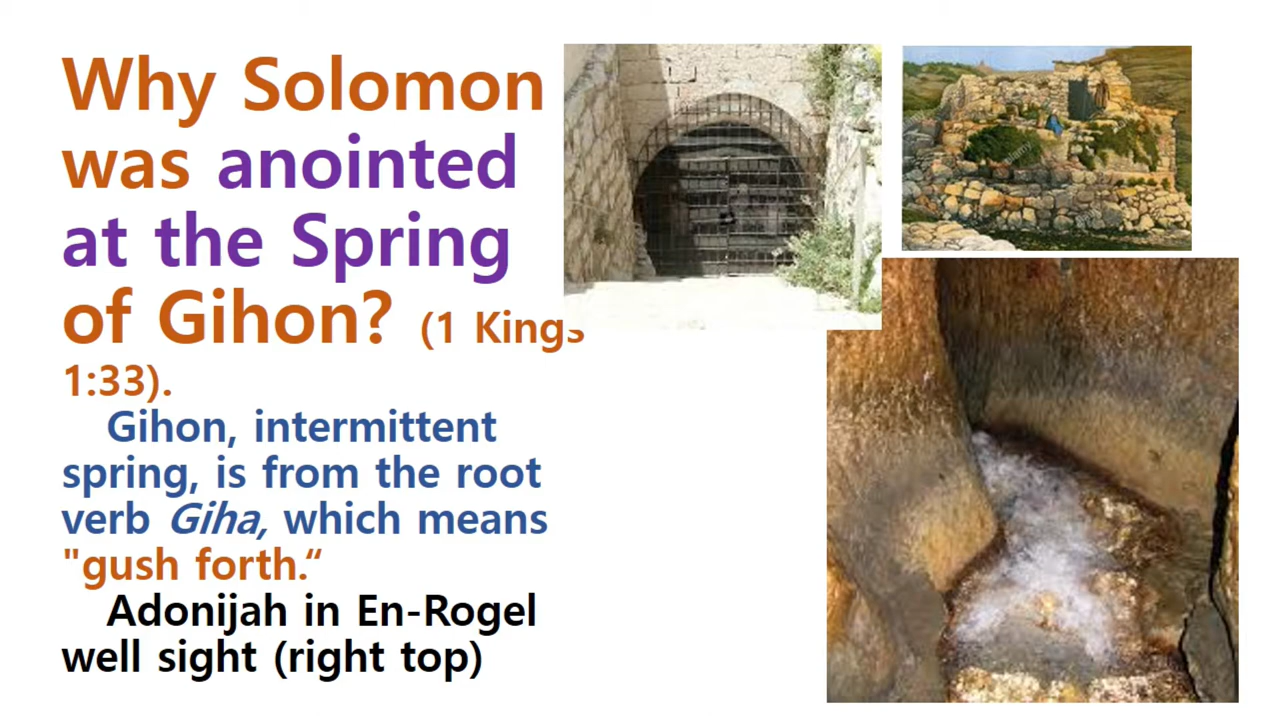 Why Solomon
was anointed
at the Spring
of Gihon? (1 Kings
1:33).
Gihon, intermittent
spring, is from the root
verb Giha, which means
"gush forth.“
Adonijah in En-Rogel
well sight (right top)
alamy